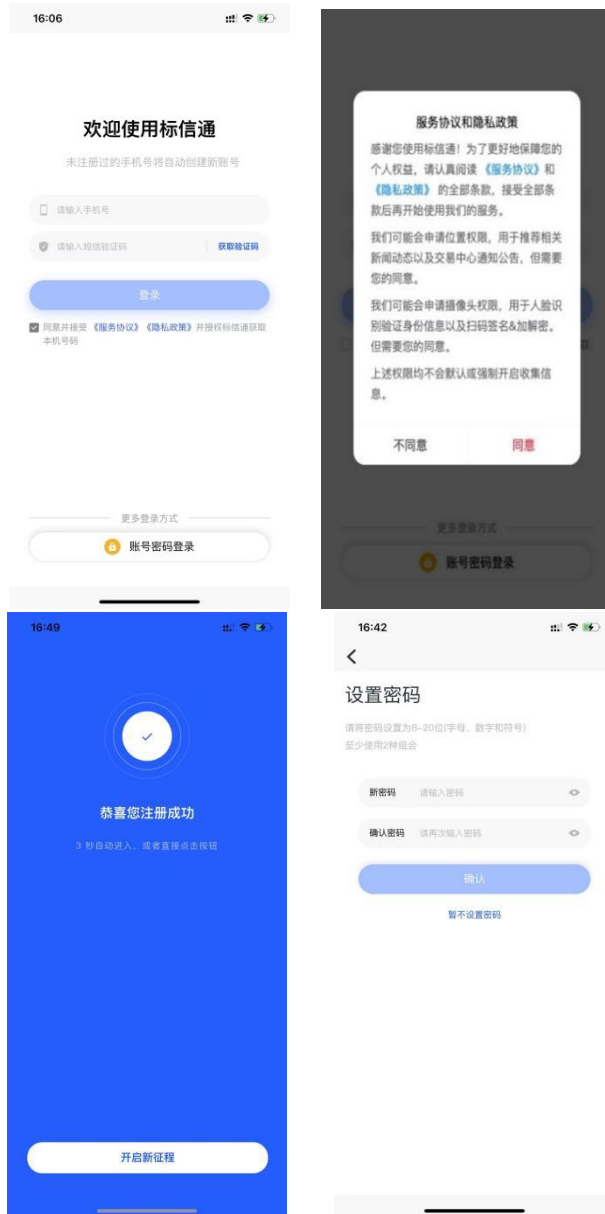 16:06
欢迎使用标信通
未注册过的手机号将自动创建新账号
请输入手机号
请输入短信验证码 获取验证码
登录
同意并接受《服务协议》《隐私政策》并授权标信通获取
本机号码
更多登录方式
账号密码登录
服务协议和隐私政策
感谢您使用标信通！为了更好地保障您的
个人权益，请认真阅读《服务协议》和
《隐私政策》的全部条款，接受全部条
款后再开始使用我们的服务。
我们可能会申请位置权限，用于推荐相关
新闻动态以及交易中心通知公告，但需要
您的同意。
我们可能会申请摄像头权限，用于人脸识
别验证身份信息以及扫码签名&加解密。
但需要您的同意。
上述权限均不会默认或强制开启收集信
息。
不同意 同意
更多登录方式
账号密码登录
16:49
恭喜您注册成功
3 秒自动进入，或者直接点击按钮
开启新征程
16:42
设置密码
请将密码设置为8-20位(字母、数字和符号)
至少使用2种组合
新密码 请输入密码
确认密码 请再次输入密码
确认
暂不设置密码